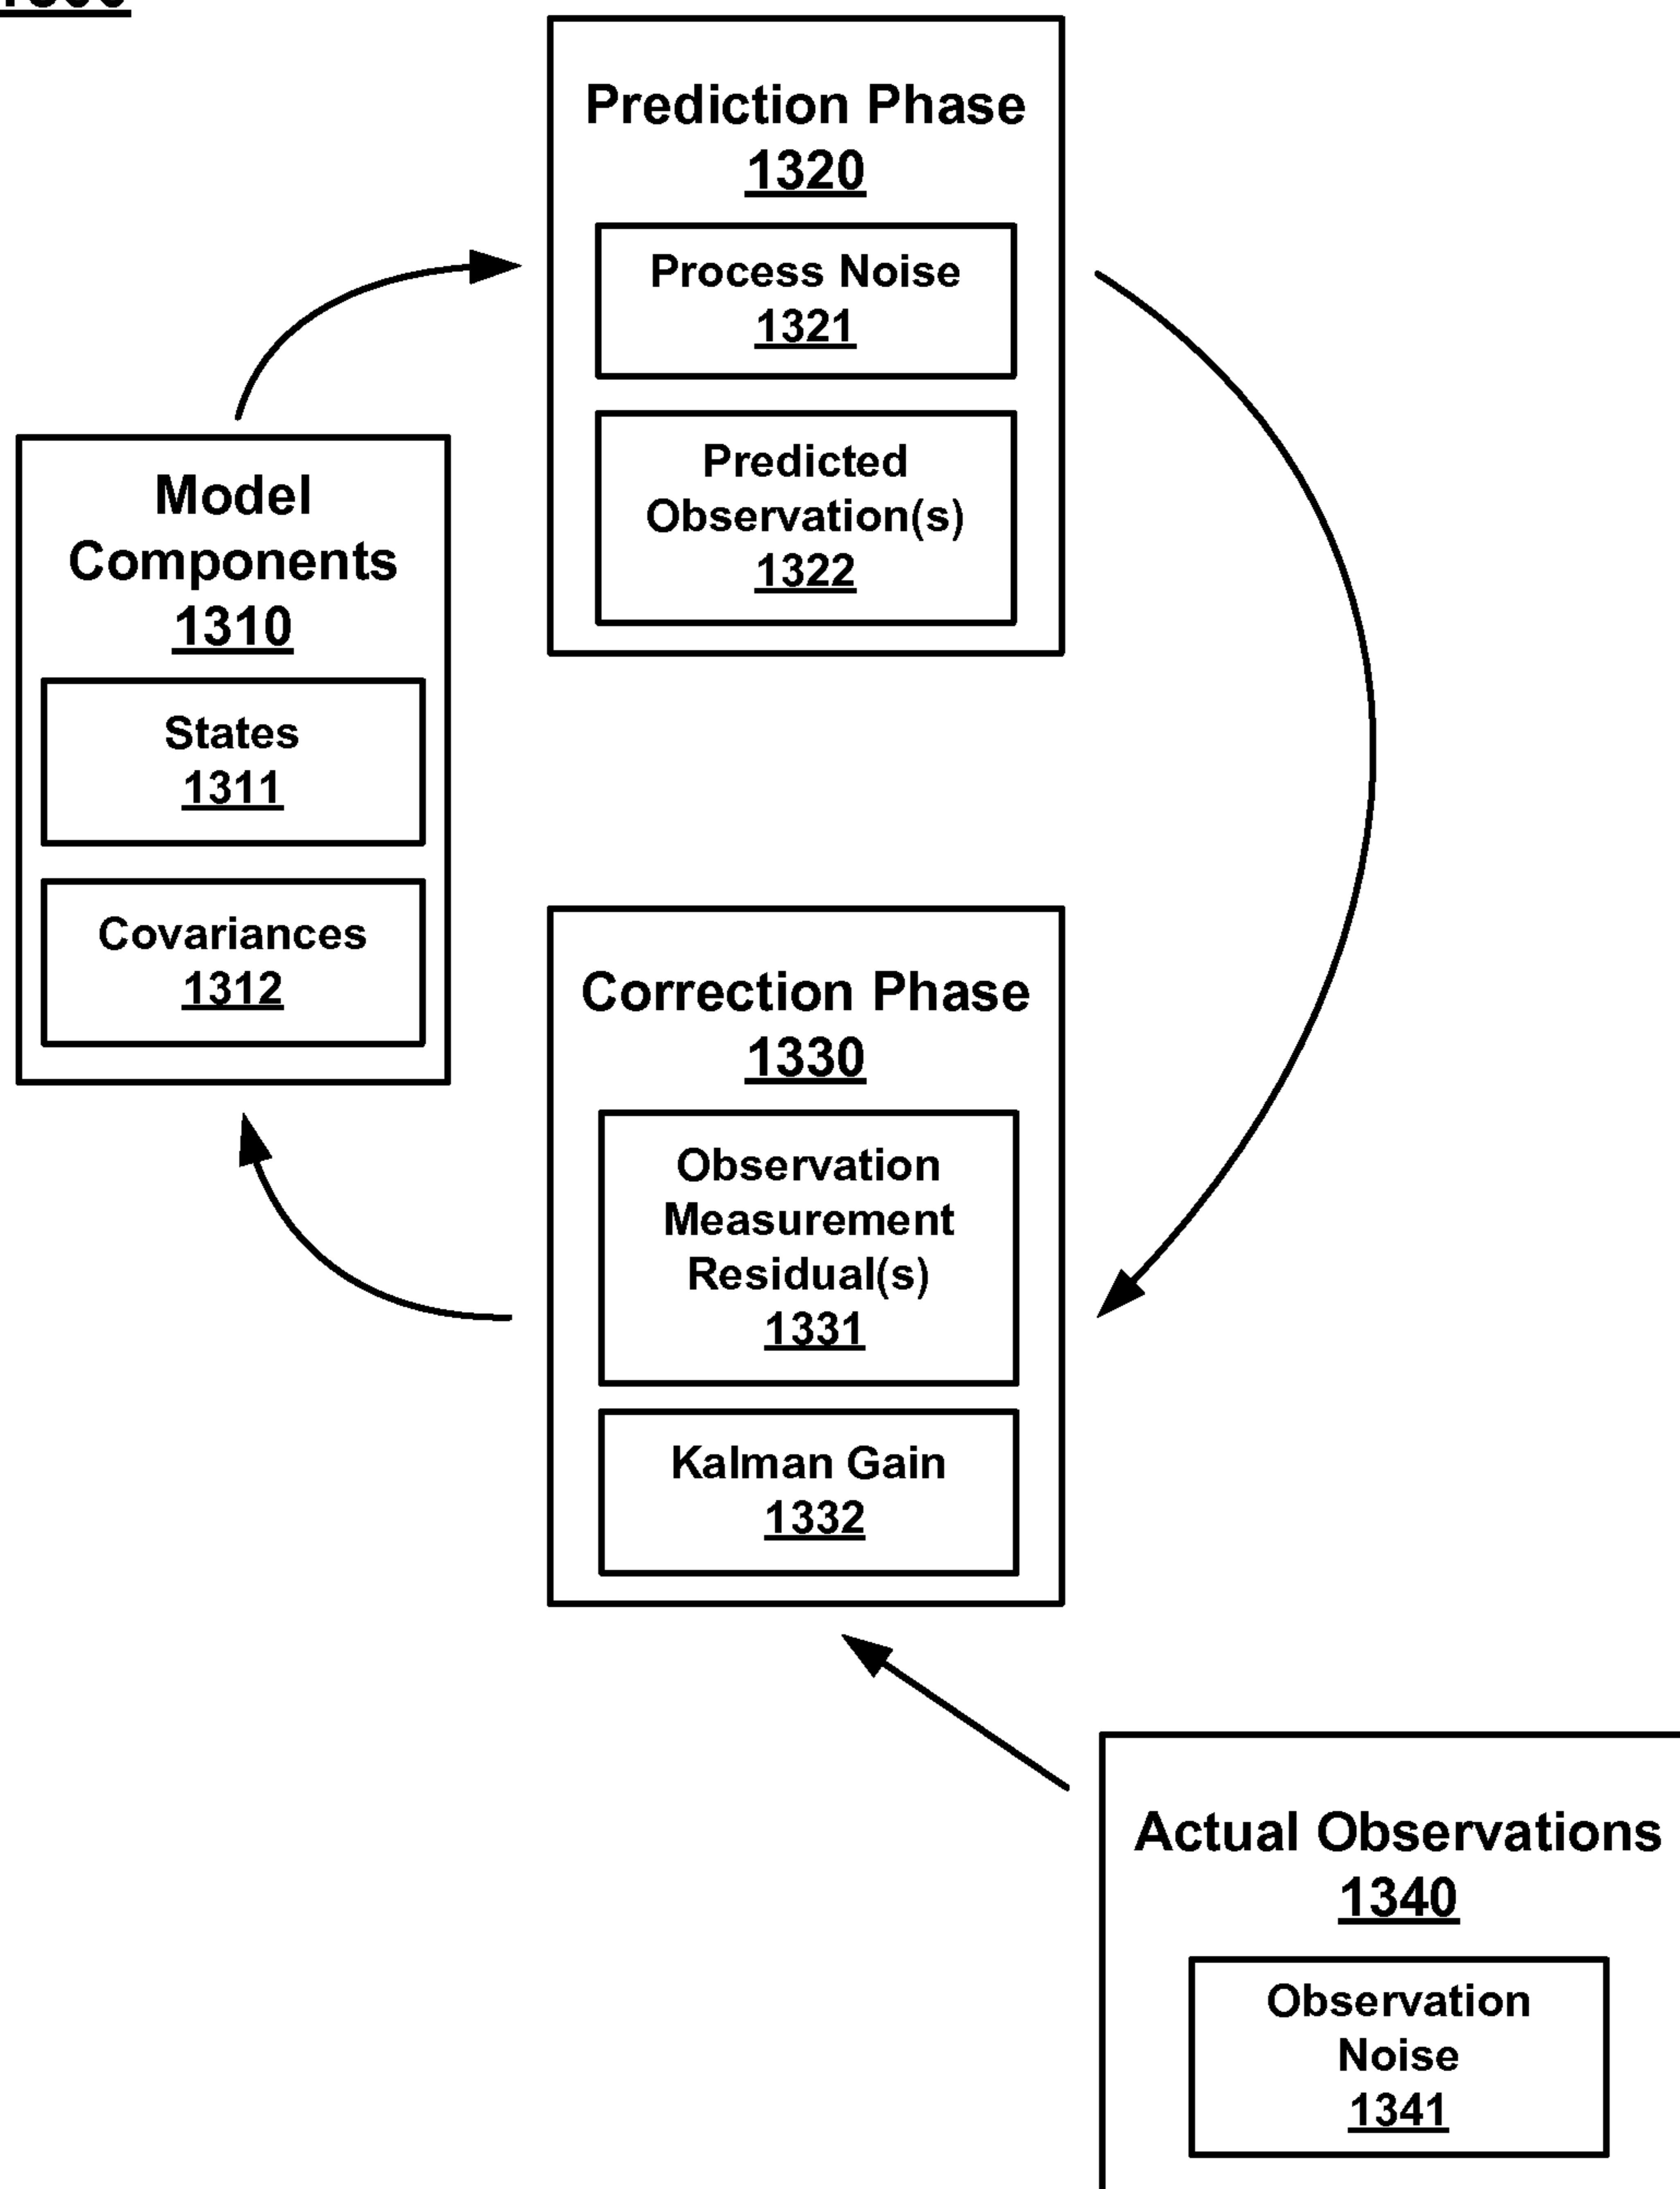 Prediction Phase
1320
Process Noise
1321
Predicted
Observation(s)
1322
Model
Components
1310
States
1311
Covariances
1312
Correction Phase
1330
Observation
Measurement
Residual(s)
1331
Kalman Gain
1332
Actual Observations
1340
Observation
Noise
1341